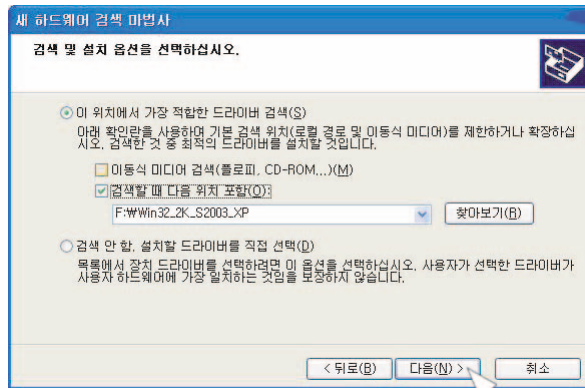 새 하드웨어 검색 마법사
검색 및 설치 옵션을 선택하십시오.
이 위치에서 가장 적합한 드라이버 검색(S)
아래 확인란을 사용하여 기본 검색 위치(로컬 경로 및 이동식 미디어)를 제한하거나 확장하십
시오. 검색한 것 중 최적의 드라이버를 설치할 것입니다.
이동식 미디어 검색(플로피, CD-ROM...)(M)
검색할 때 다음 위치 포함(O):
F:₩Win32_2K_S2003_XP
찾아보기(R)
검색 안 함. 설치할 드라이버를 직접 선택(D)
목록에서 장치 드라이버를 선택하려면 이 옵션을 선택하십시오. 사용자가 선택한 드라이버가
사용자 하드웨어에 가장 일치하는 것임을 보장하지 않습니다.
< 뒤로(B)
다음(N) >
취소